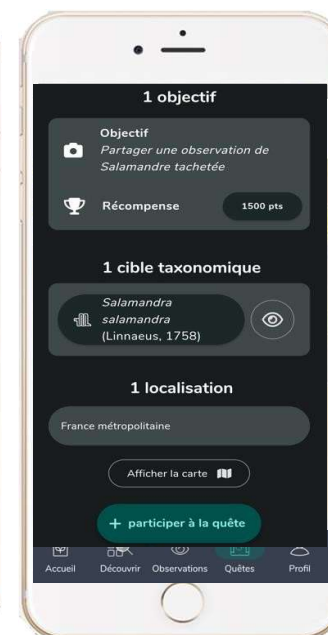 1 objectif
Objectif
Partager une observation de
Salamandre tachetée
Récompense
1500 pts
1 cible taxonomique
Salamandra
salamandra
(Linnaeus, 1758)
1 localisation
France métropolitaine
Afficher la carte
+ participer à la quête
Accueil Découvrir Observations Quêtes Profil